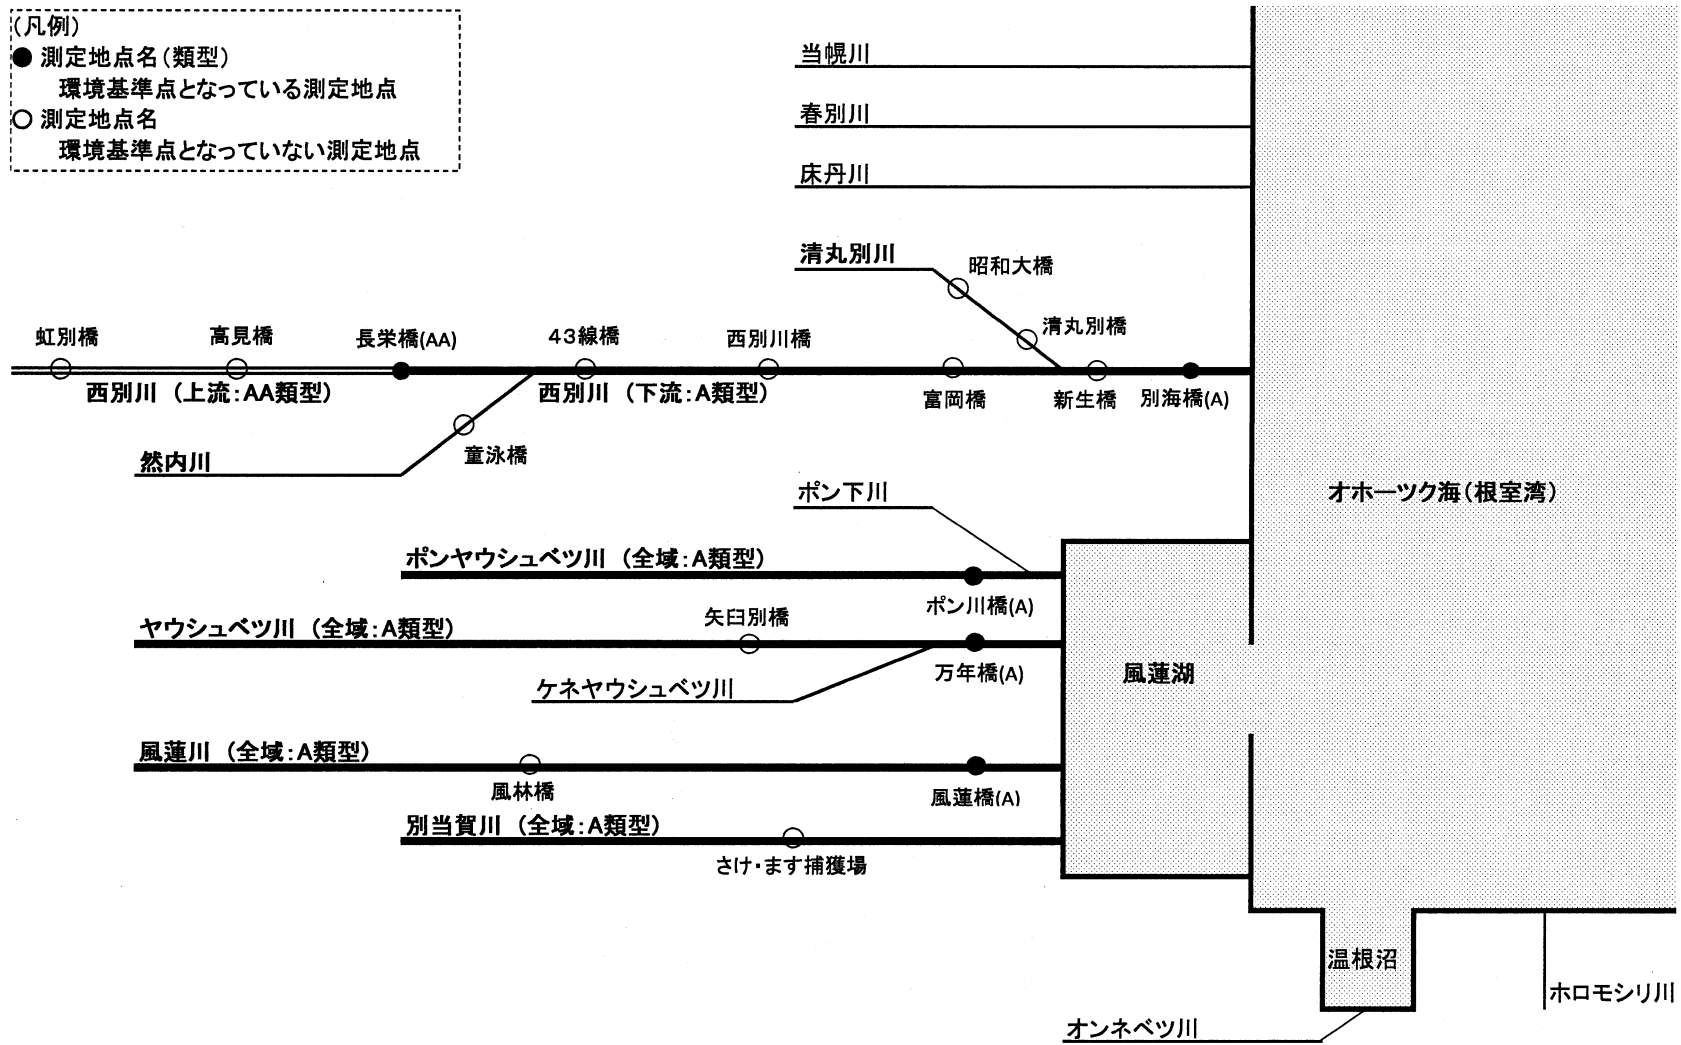 (凡例)
● 測定地点名(類型)
環境基準点となっている測定地点
○ 測定地点名
環境基準点となっていない測定地点
当幌川
春別川
床丹川
清丸別川
昭和大橋
清丸別橋
虹別橋
高見橋
長栄橋(AA)
43線橋
西別川橋
西別川 (上流:AA類型)
西別川 (下流:A類型)
富岡橋
新生橋
別海橋(A)
然内川
童泳橋
オホーツク海(根室湾)
ポン下川
ポンヤウシュベツ川 (全域:A類型)
ポン川橋(A)
ヤウシュベツ川 (全域:A類型)
矢臼別橋
万年橋(A)
ケネヤウシュベツ川
風蓮湖
風蓮川 (全域:A類型)
風林橋
風蓮橋(A)
別当賀川 (全域:A類型)
さけ・ます捕獲場
温根沼
ホロモシリ川
オンネベツ川